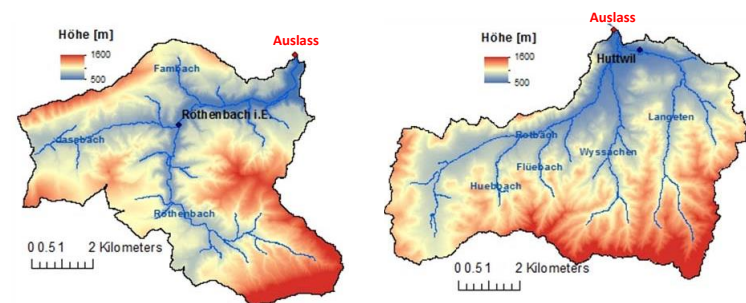 Höhe [m]
1600
500
Auslass
Fambach
Röthenbach i.E.
Röthenbach
0 0.5 1 2 Kilometers
Auslass
Höhe [m]
1600
500
Huttwil
Langeten
Rotbach
Wyssachen
Flüebach
Huebbach
0 0.5 1 2 Kilometers